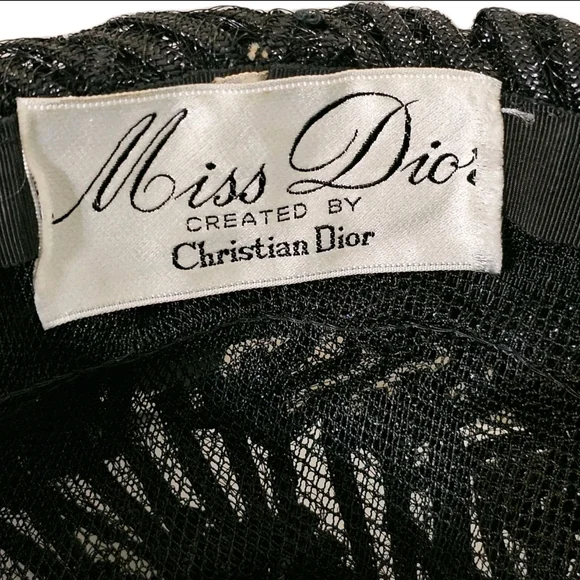 Miss Dior
CREATED BY
Christian Dior